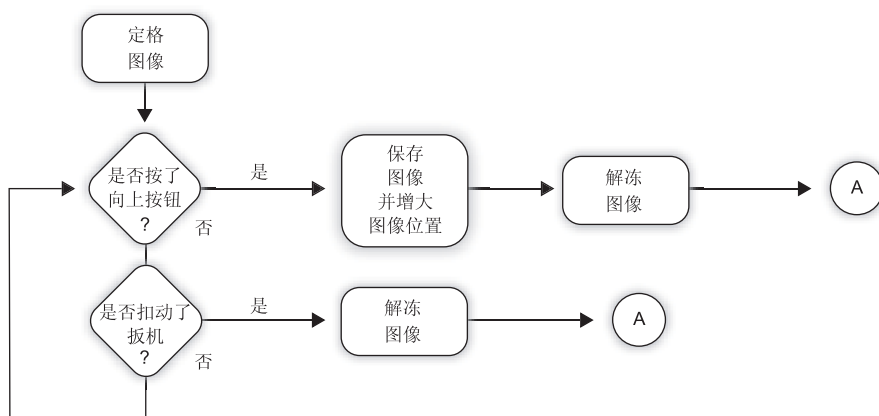 定格
图像
是否按了
向上按钮
?
是
否
保存
图像
并增大
图像位置
解冻
图像
A
是否扣动了
扳机
?
是
否
解冻
图像
A